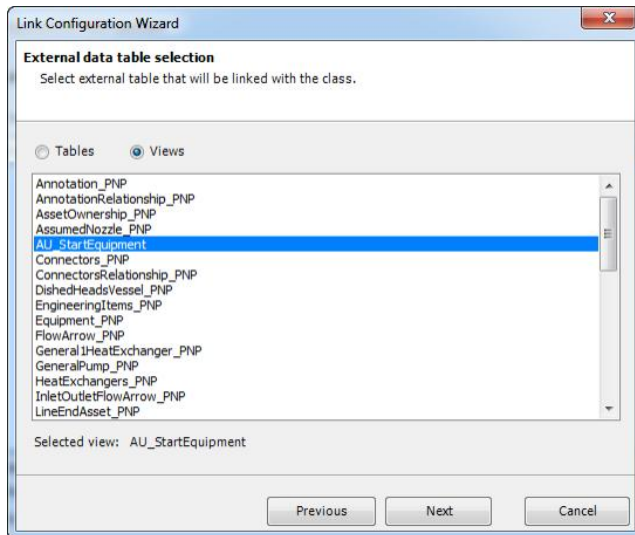 Link Configuration Wizard
External data table selection
Select external table that will be linked with the class.
Tables Views
Annotation_PNP
AnnotationRelationship_PNP
AssetOwnership_PNP
AssumedNozzle_PNP
AU_StartEquipment
Connectors_PNP
ConnectorsRelationship_PNP
DishedHeadsVessel_PNP
EngineeringItems_PNP
Equipment_PNP
FlowArrow_PNP
General1HeatExchanger_PNP
GeneralPump_PNP
HeatExchangers_PNP
InletOutletFlowArrow_PNP
LineEndAsset_PNP
Selected view: AU_StartEquipment
Previous Next Cancel